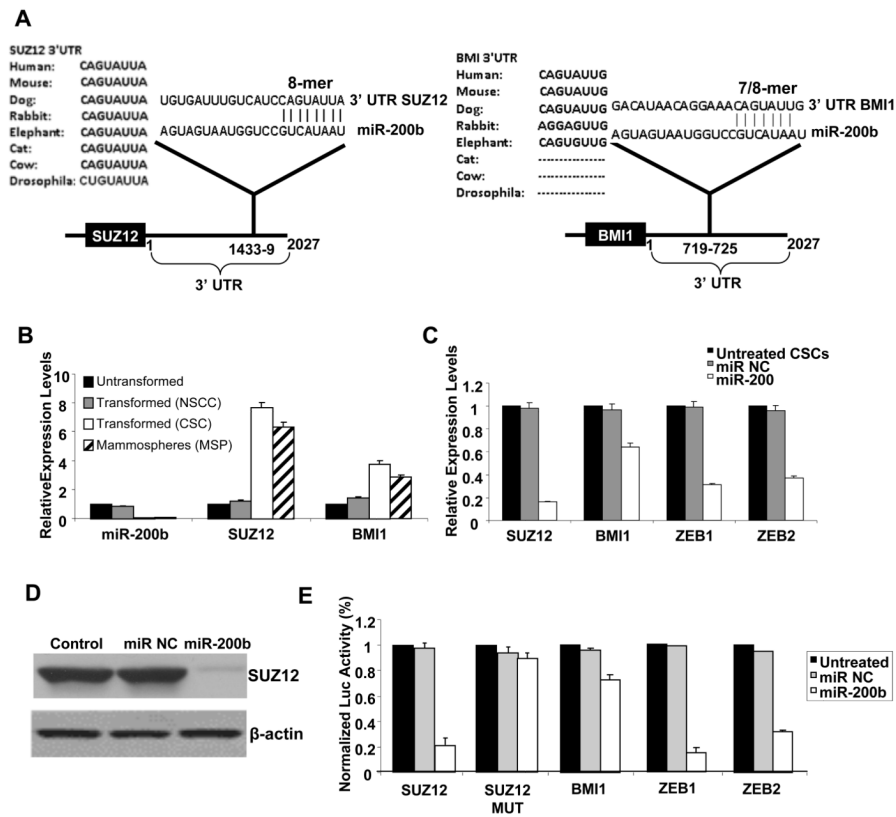 A
SUZ12 3'UTR
Human: CAGUAUUA
Mouse: CAGUAUUA
Dog: CAGUAUUA
Rabbit: CAGUAUUA
Elephant: CAGUAUUA
Cat: CAGUAUUA
Cow: CAGUAUUA
Drosophila: CUGUAUUA
8-mer
UGUGAUUUGUCAUCCAGUAUUA 3' UTR SUZ12
AGUAGUAAUGGUCCGUCAUAAU miR-200b
SUZ12
1
1433-9
2027
3' UTR
BMI 3'UTR
Human: CAGUAUUG
Mouse: CAGUAUUG
Dog: CAGUAUUG
Rabbit: AGGAGUUG
Elephant: CAGUGUUG
Cat: ----------------
Cow: ----------------
Drosophila: ----------------
7/8-mer
GACAUAACAGGAAACAGUAUUG 3' UTR BMI1
AGUAGUAAUGGUCCGUCAUAAU miR-200b
BMI1
1
719-725
2027
3' UTR
B
RelativeExpression Levels
10
8
6
4
2
0
Untransformed
Transformed (NSCC)
Transformed (CSC)
Mammospheres (MSP)
miR-200b
SUZ12
BMI1
C
Relative Expression Levels
1.2
1
0.8
0.6
0.4
0.2
0
Untreated CSCs
miR NC
miR-200
SUZ12
BMI1
ZEB1
ZEB2
D
Control
miR NC
miR-200b
SUZ12
β-actin
E
Normalized Luc Activity (%)
1.2
1
0.8
0.6
0.4
0.2
0
Untreated
miR NC
miR-200b
SUZ12
SUZ12
MUT
BMI1
ZEB1
ZEB2